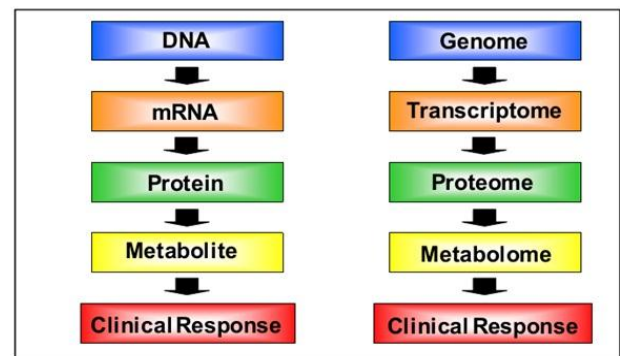 DNA
mRNA
Protein
Metabolite
Clinical Response
Genome
Transcriptome
Proteome
Metabolome
Clinical Response